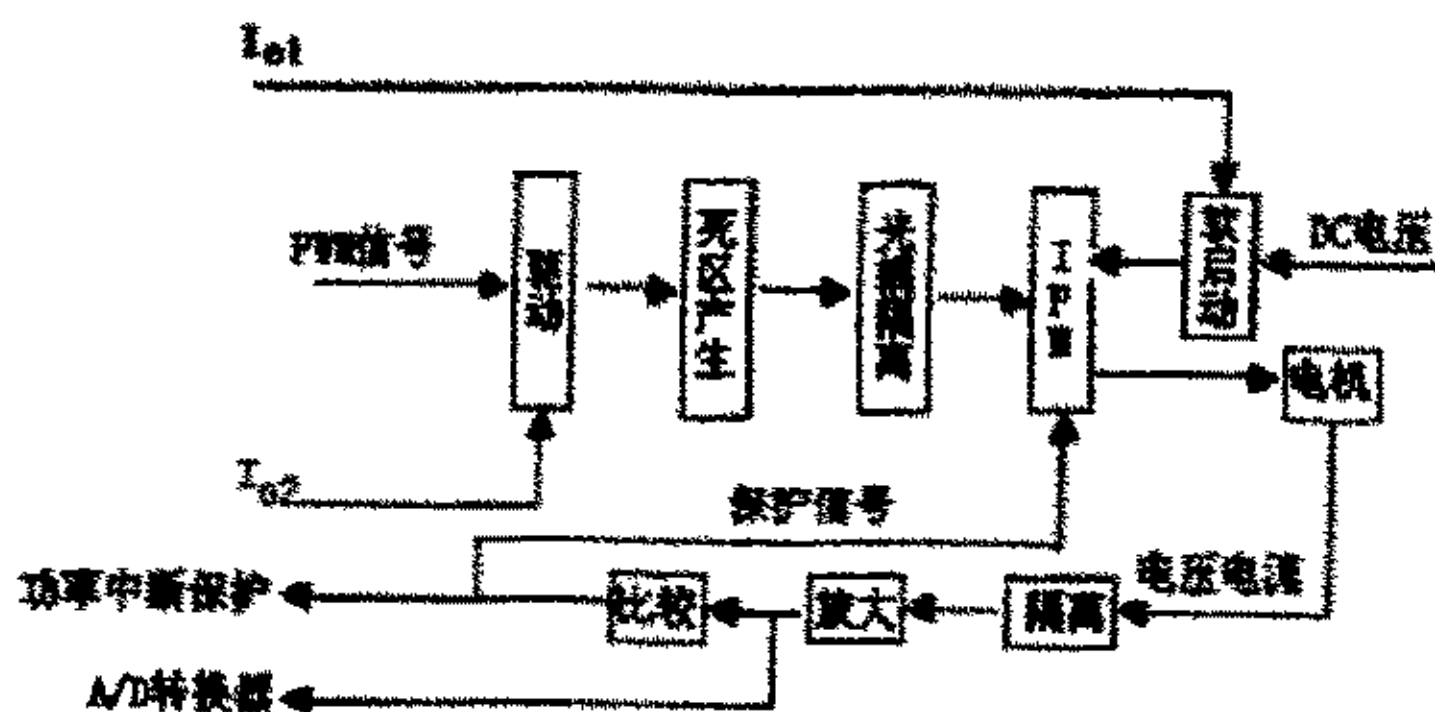 I₀₁
PWM信号
驱动
死区产生
光耦隔离
IPM
软启动
DC电压
电机
I₀₂
保护信号
电压电流
功率中断保护
比较
放大
隔离
A/D转换器